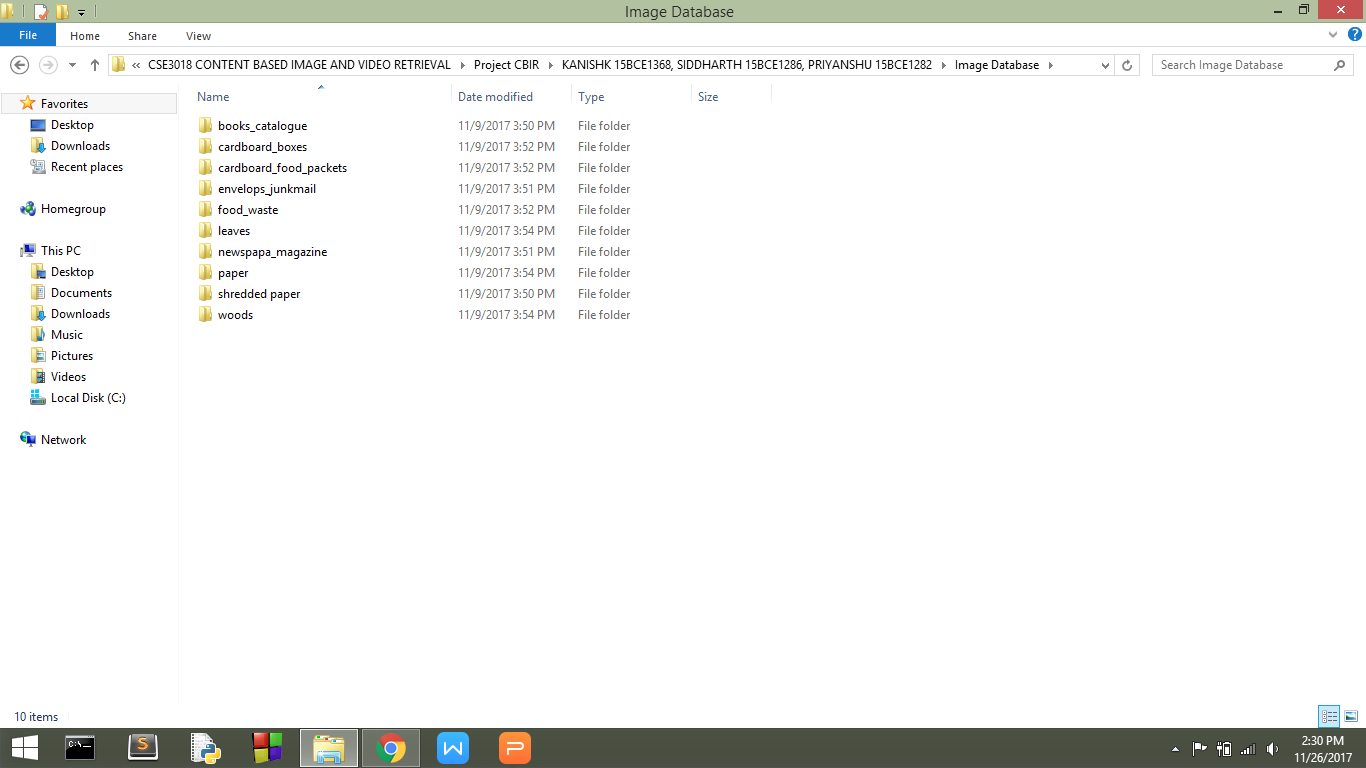 Image Database
File Home Share View
« CSE3018 CONTENT BASED IMAGE AND VIDEO RETRIEVAL Project CBIR KANISHK 15BCE1368, SIDDHARTH 15BCE1286, PRIYANSHU 15BCE1282 Image Database Search Image Database
Favorites
Desktop
Downloads
Recent places
Homegroup
This PC
Desktop
Documents
Downloads
Music
Pictures
Videos
Local Disk (C:)
Network
Name Date modified Type Size
books_catalogue 11/9/2017 3:50 PM File folder
cardboard_boxes 11/9/2017 3:52 PM File folder
cardboard_food_packets 11/9/2017 3:52 PM File folder
envelops_junkmail 11/9/2017 3:51 PM File folder
food_waste 11/9/2017 3:52 PM File folder
leaves 11/9/2017 3:54 PM File folder
newspapa_magazine 11/9/2017 3:51 PM File folder
paper 11/9/2017 3:54 PM File folder
shredded paper 11/9/2017 3:50 PM File folder
woods 11/9/2017 3:54 PM File folder
10 items
2:30 PM
11/26/2017